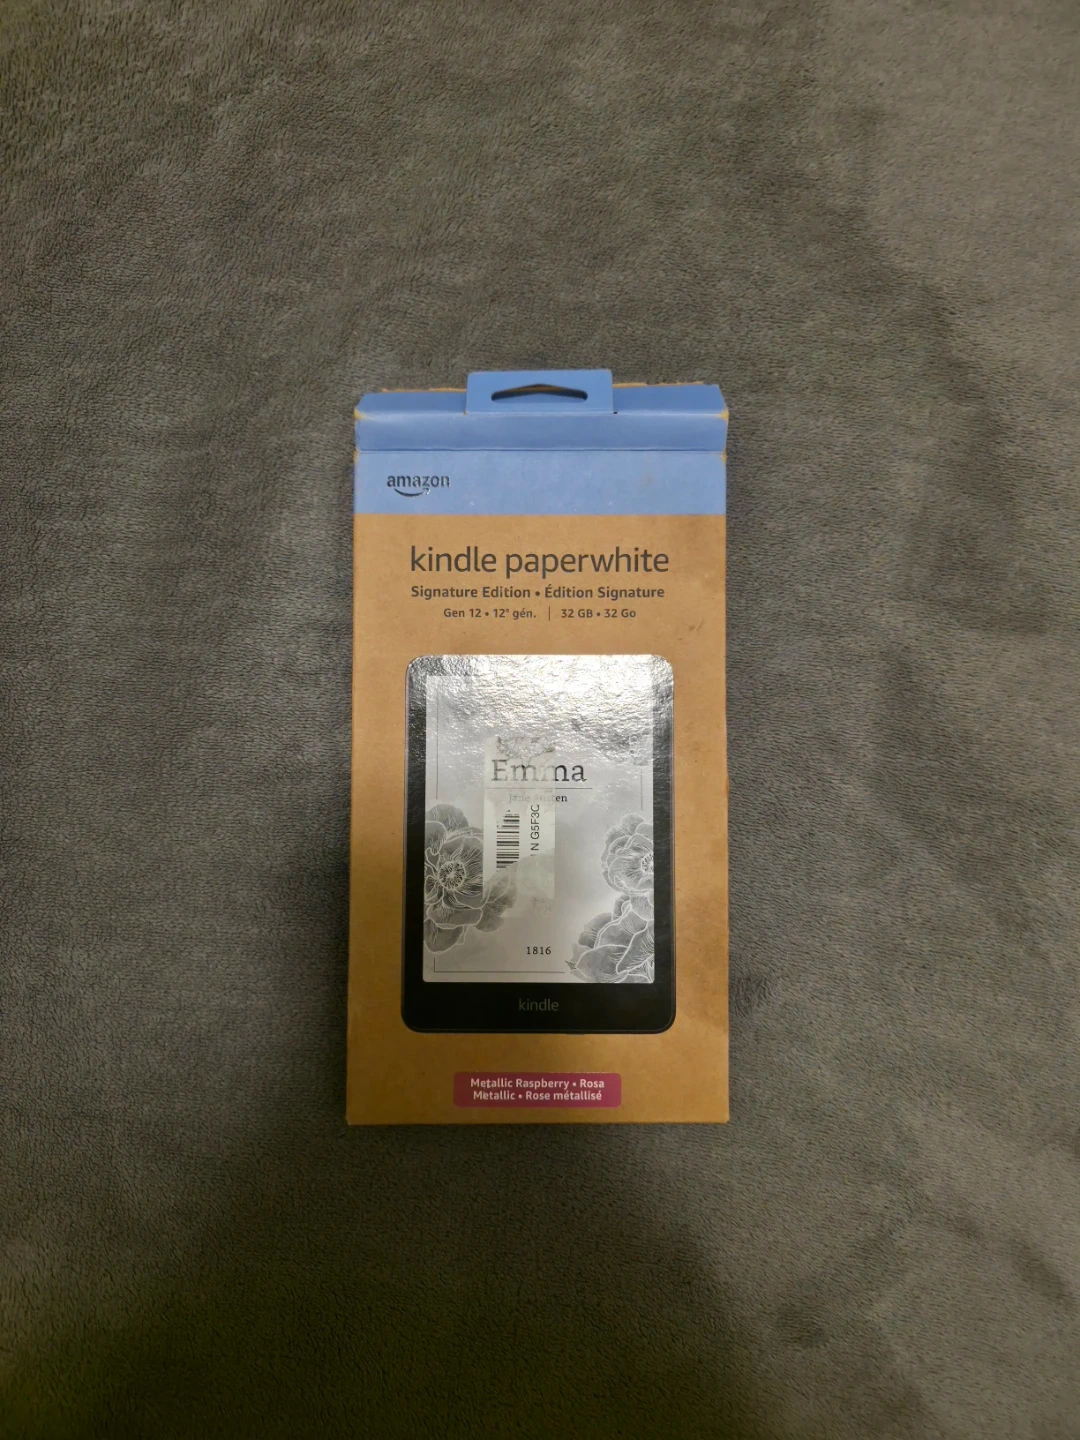 amazon
kindle paperwhite
Signature Edition • Édition Signature
Gen 12 • 12ᵉ gén. | 32 GB • 32 Go
Emma
N G5F3C
1816
kindle
Metallic Raspberry • Rosa
Metallic • Rose métallisé